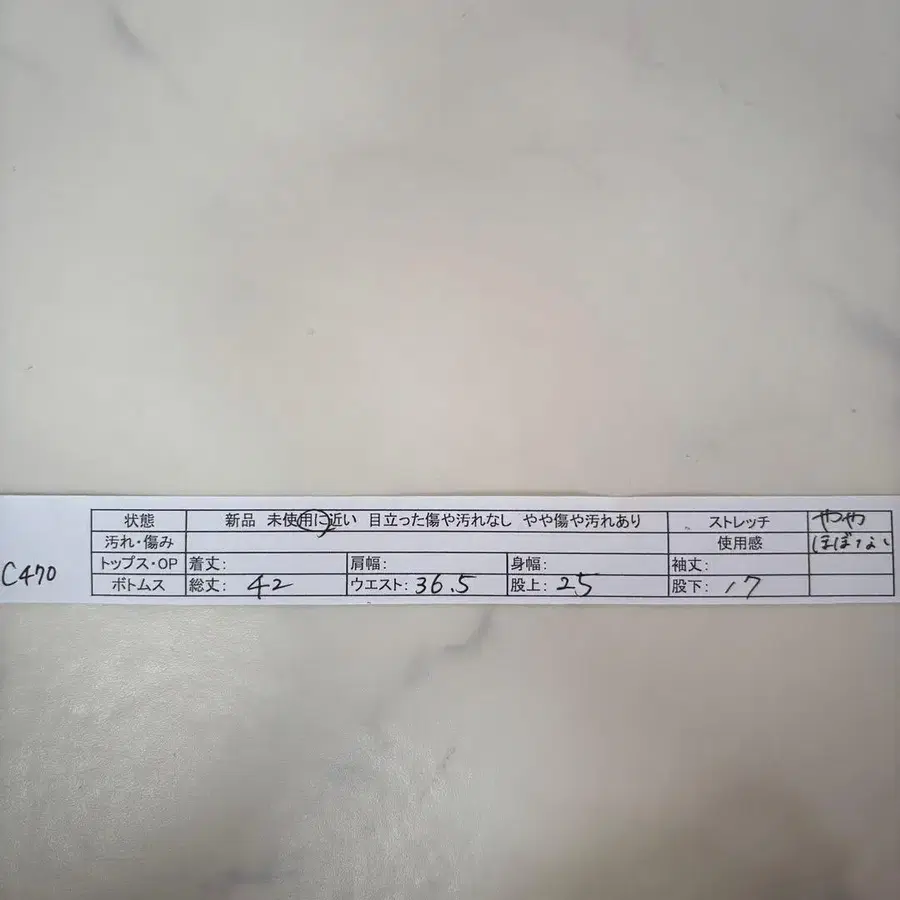 状態 新品 未使用に近い 目立った傷や汚れなし やや傷や汚れあり ストレッチ やや
汚れ・傷み 使用感 ほぼなし
C470
トップス・OP 着丈: 肩幅: 身幅: 袖丈:
ボトムス 総丈: 42 ウエスト: 36.5 股上: 25 股下: 17